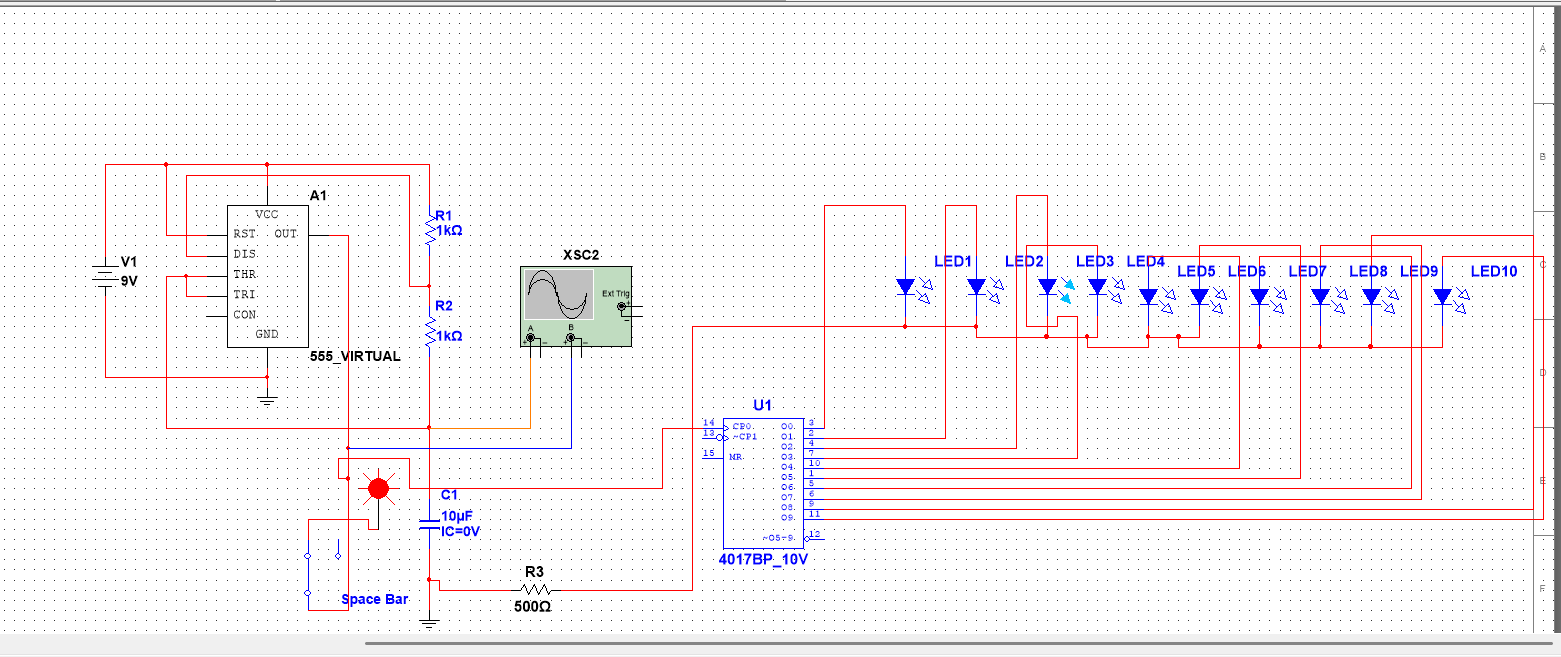 A
B
C
D
E
F
V1
9V
A1
VCC
RST OUT
DIS
THR
TRI
CON
GND
555_VIRTUAL
R1
1kΩ
R2
1kΩ
XSC2
Ext Trig
+
−
A
B
+ −
+ −
C1
10µF
IC=0V
R3
500Ω
Space Bar
U1
14
13
15
CP0
~CP1
MR
O0
O1
O2
O3
O4
O5
O6
O7
O8
O9
~O5-9
3
2
4
7
10
1
5
6
9
11
12
4017BP_10V
LED1
LED2
LED3
LED4
LED5
LED6
LED7
LED8
LED9
LED10